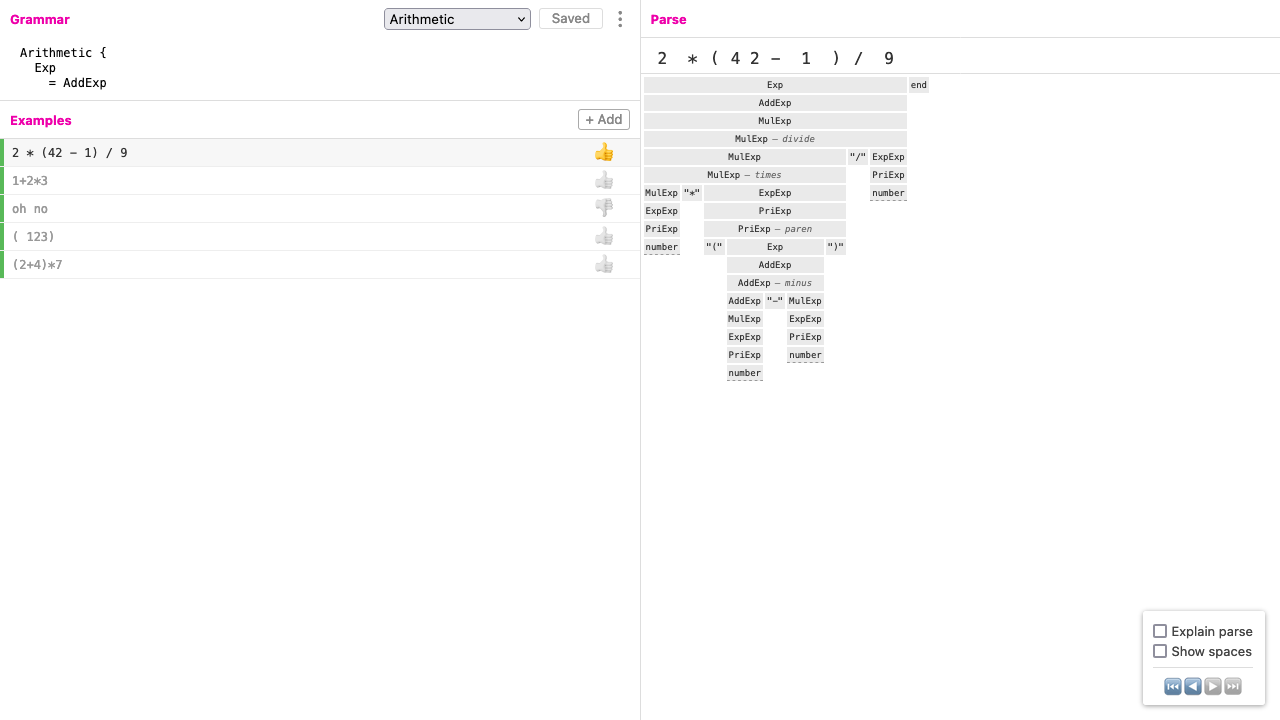 Grammar
Arithmetic
Saved
Arithmetic {
Exp
= AddExp
Examples
+ Add
2 * (42 - 1) / 9
1+2*3
oh no
( 123)
(2+4)*7
Parse
2 * ( 4 2 - 1 ) / 9
Exp end
AddExp
MulExp
MulExp — divide
MulExp "/" ExpExp
MulExp — times PriExp
MulExp "*" ExpExp number
ExpExp PriExp
PriExp PriExp — paren
number "(" Exp ")"
AddExp
AddExp — minus
AddExp "-" MulExp
MulExp ExpExp
ExpExp PriExp
PriExp number
number
Explain parse
Show spaces